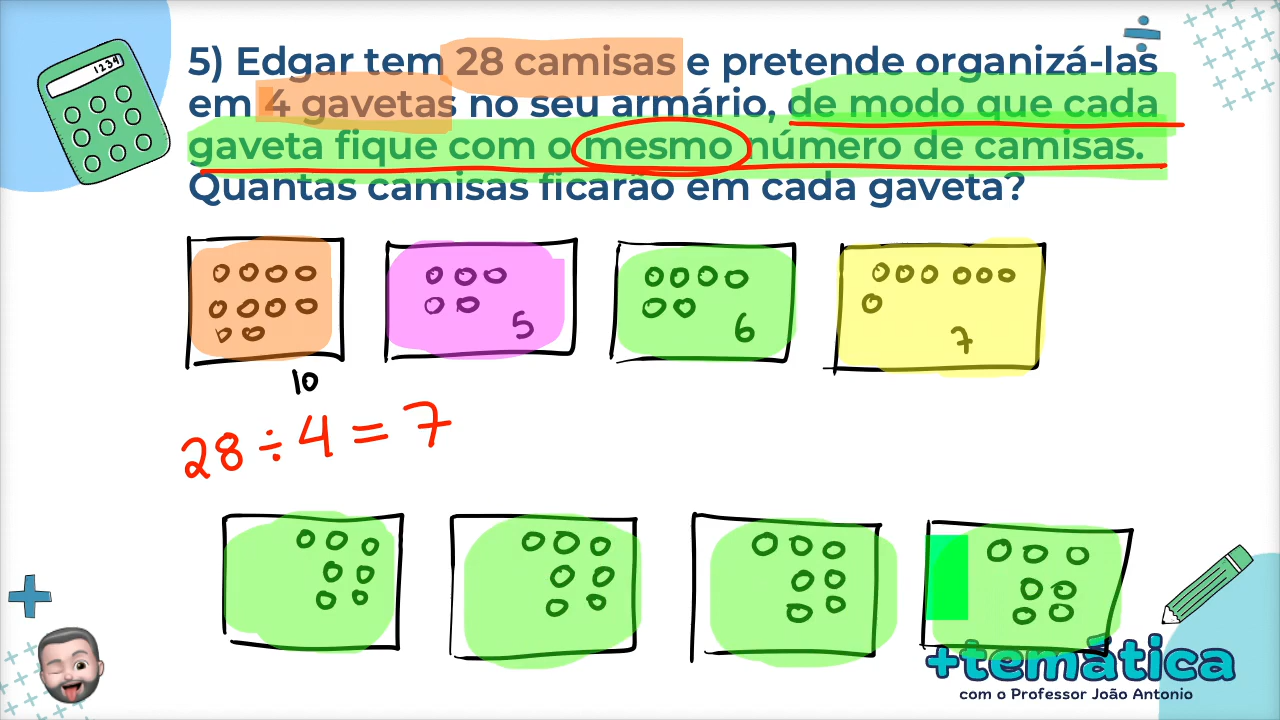 1234
5) Edgar tem 28 camisas e pretende organizá-las
em 4 gavetas no seu armário, de modo que cada
gaveta fique com o mesmo número de camisas.
Quantas camisas ficarão em cada gaveta?
5
6
7
10
28 ÷ 4 = 7
+temática
com o Professor João Antonio